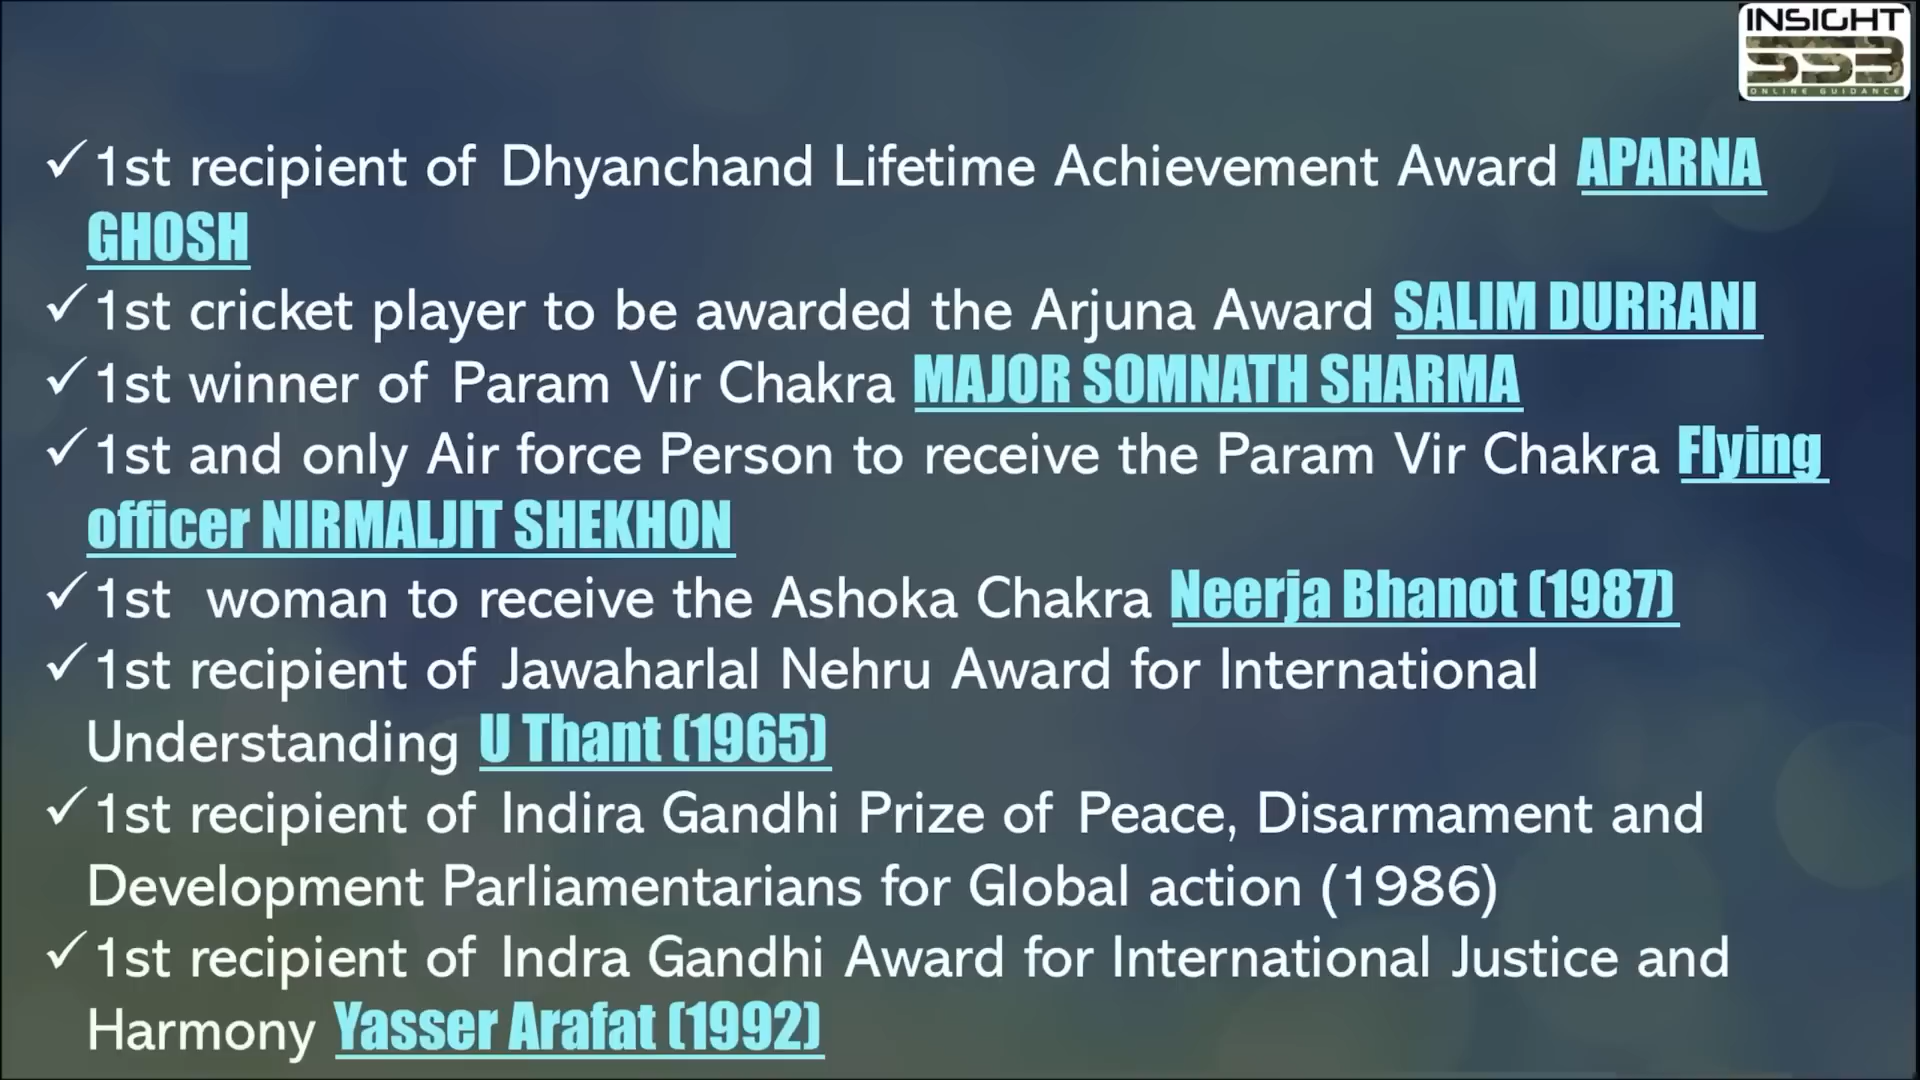 INSIGHT
SSB
ONLINE GUIDANCE
✓1st recipient of Dhyanchand Lifetime Achievement Award APARNA
GHOSH
✓1st cricket player to be awarded the Arjuna Award SALIM DURRANI
✓1st winner of Param Vir Chakra MAJOR SOMNATH SHARMA
✓1st and only Air force Person to receive the Param Vir Chakra Flying
officer NIRMALJIT SHEKHON
✓1st woman to receive the Ashoka Chakra Neerja Bhanot (1987)
✓1st recipient of Jawaharlal Nehru Award for International
Understanding U Thant (1965)
✓1st recipient of Indira Gandhi Prize of Peace, Disarmament and
Development Parliamentarians for Global action (1986)
✓1st recipient of Indra Gandhi Award for International Justice and
Harmony Yasser Arafat (1992)